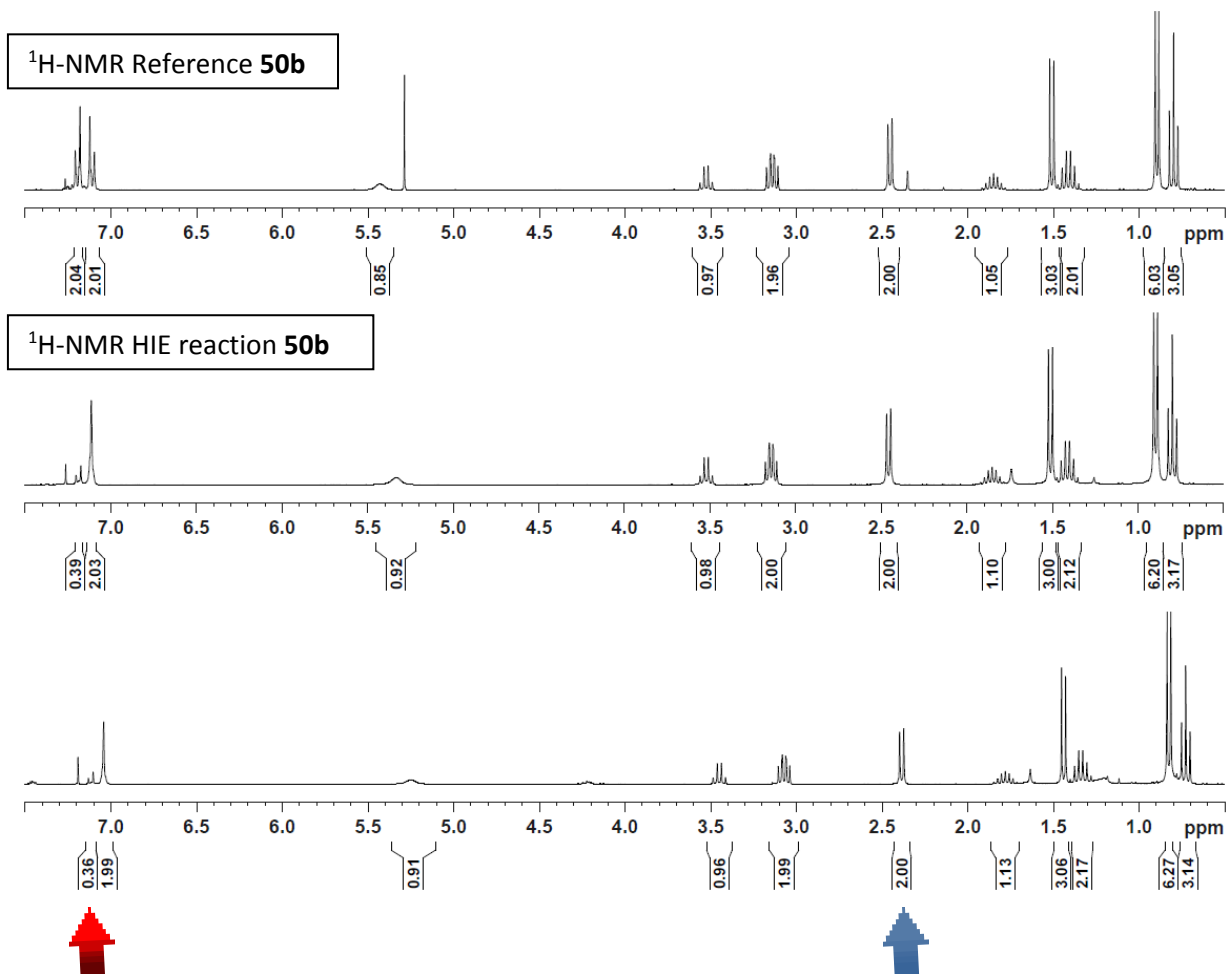 ¹H-NMR Reference 50b
7.0 6.5 6.0 5.5 5.0 4.5 4.0 3.5 3.0 2.5 2.0 1.5 1.0 ppm
2.04 2.01 0.85 0.97 1.96 2.00 1.05 3.03 2.01 6.03 3.05
¹H-NMR HIE reaction 50b
7.0 6.5 6.0 5.5 5.0 4.5 4.0 3.5 3.0 2.5 2.0 1.5 1.0 ppm
0.39 2.03 0.92 0.98 2.00 2.00 1.10 3.00 2.12 6.20 3.17
7.0 6.5 6.0 5.5 5.0 4.5 4.0 3.5 3.0 2.5 2.0 1.5 1.0 ppm
0.36 1.99 0.91 0.96 1.99 2.00 1.13 3.06 2.17 6.27 3.14